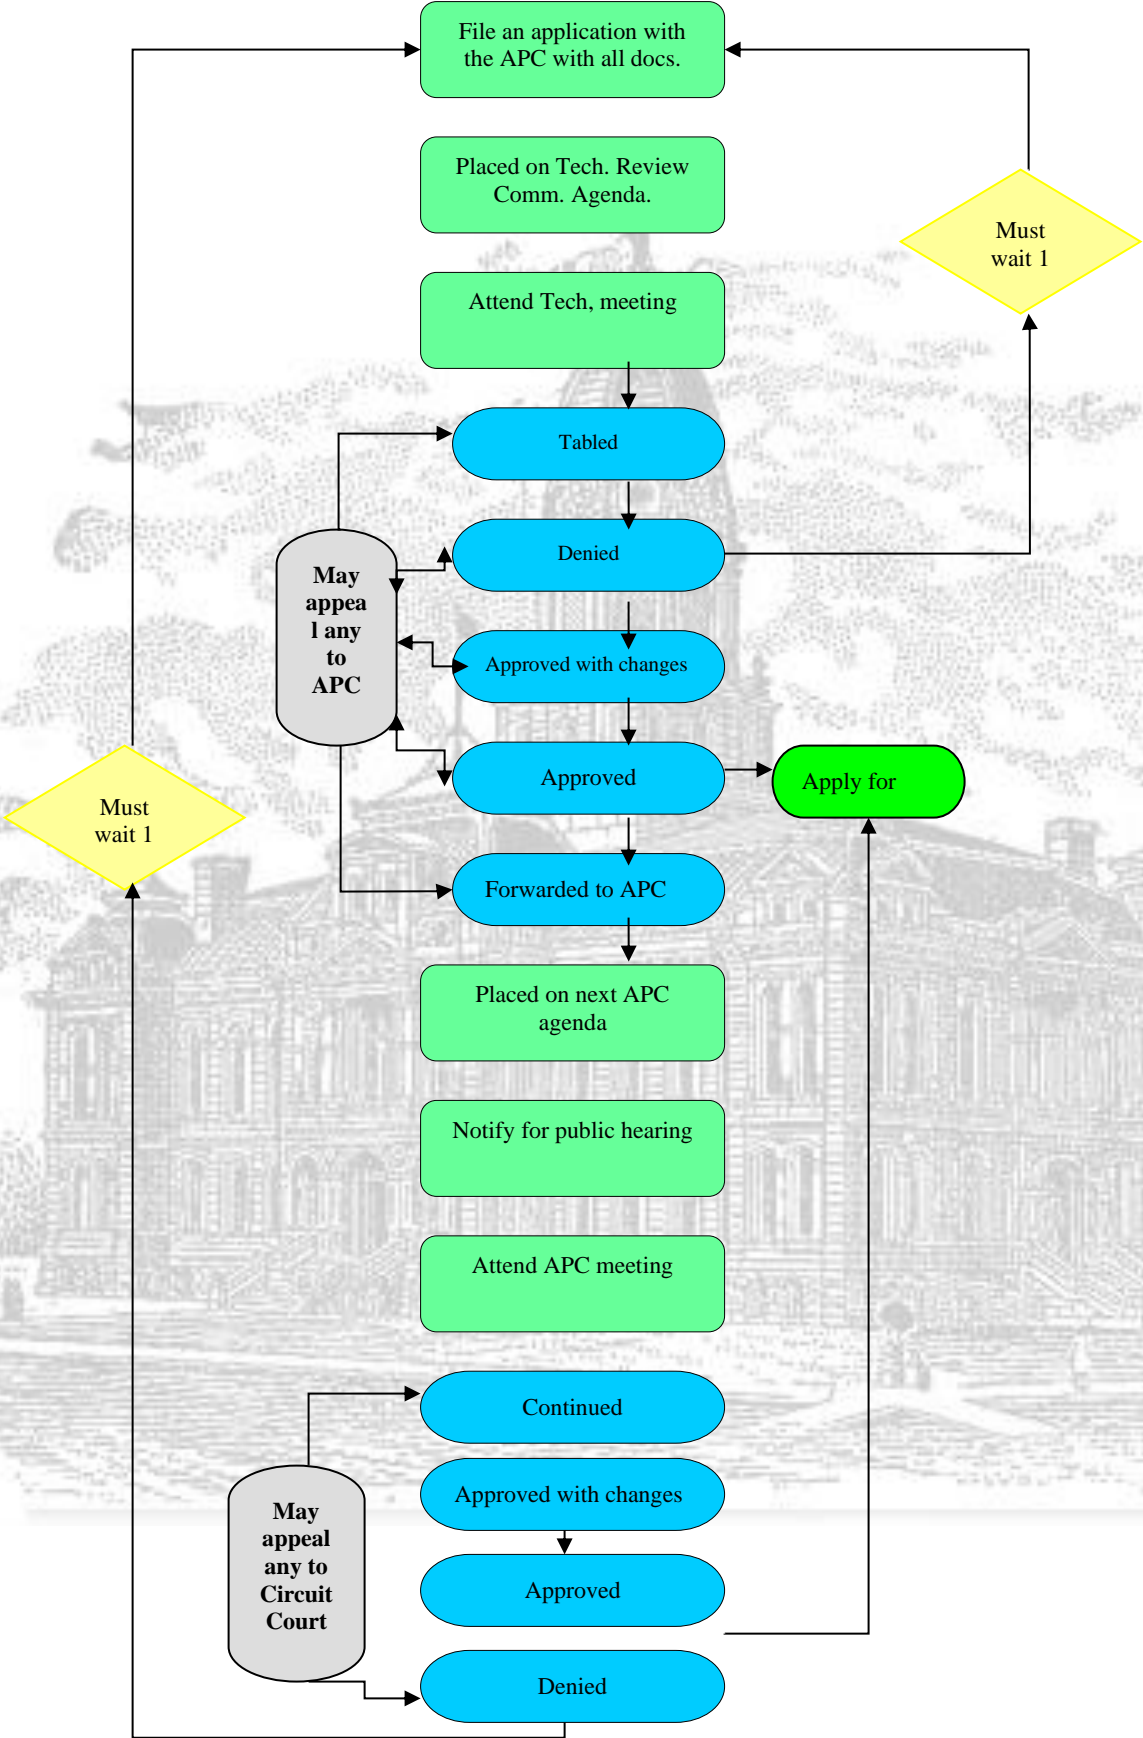 File an application with
the APC with all docs.
Placed on Tech. Review
Comm. Agenda.
Must
wait 1
Attend Tech, meeting
Tabled
Denied
May
appea
l any
to
APC
Approved with changes
Approved
Apply for
Must
wait 1
Forwarded to APC
Placed on next APC
agenda
Notify for public hearing
Attend APC meeting
Continued
Approved with changes
May
appeal
any to
Circuit
Court
Approved
Denied